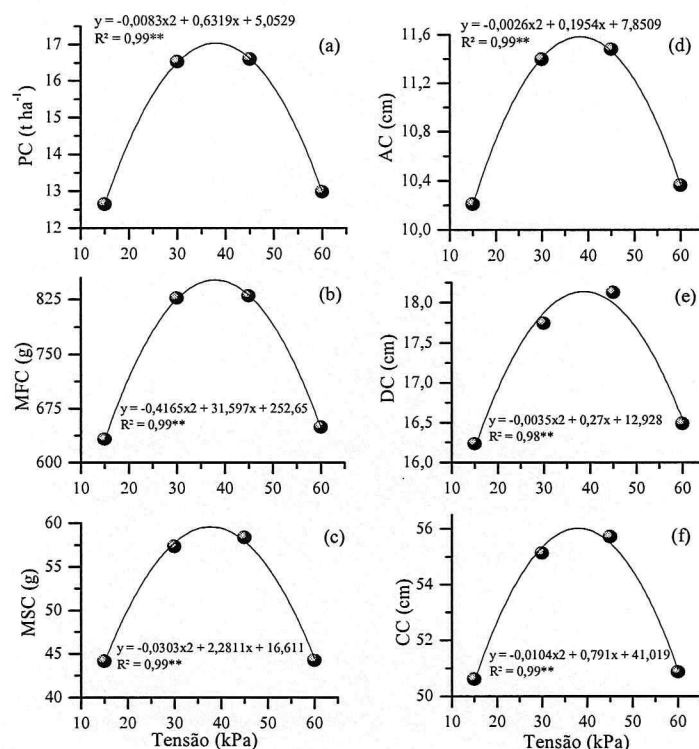 y = -0,0083x2 + 0,6319x + 5,0529
R² = 0,99**
(a)
PC (t ha⁻¹)
17
16
15
14
13
12
10 20 30 40 50 60
y = -0,0026x2 + 0,1954x + 7,8509
R² = 0,99**
(d)
AC (cm)
11,6
11,2
10,8
10,4
10,0
10 20 30 40 50 60
(b)
MFC (g)
825
750
675
600
y = -0,4165x2 + 31,597x + 252,65
R² = 0,99**
10 20 30 40 50 60
(e)
DC (cm)
18,0
17,5
17,0
16,5
16,0
y = -0,0035x2 + 0,27x + 12,928
R² = 0,98**
10 20 30 40 50 60
(c)
MSC (g)
60
55
50
45
40
y = -0,0303x2 + 2,2811x + 16,611
R² = 0,99**
10 20 30 40 50 60
Tensão (kPa)
(f)
CC (cm)
56
54
52
50
y = -0,0104x2 + 0,791x + 41,019
R² = 0,99**
10 20 30 40 50 60
Tensão (kPa)